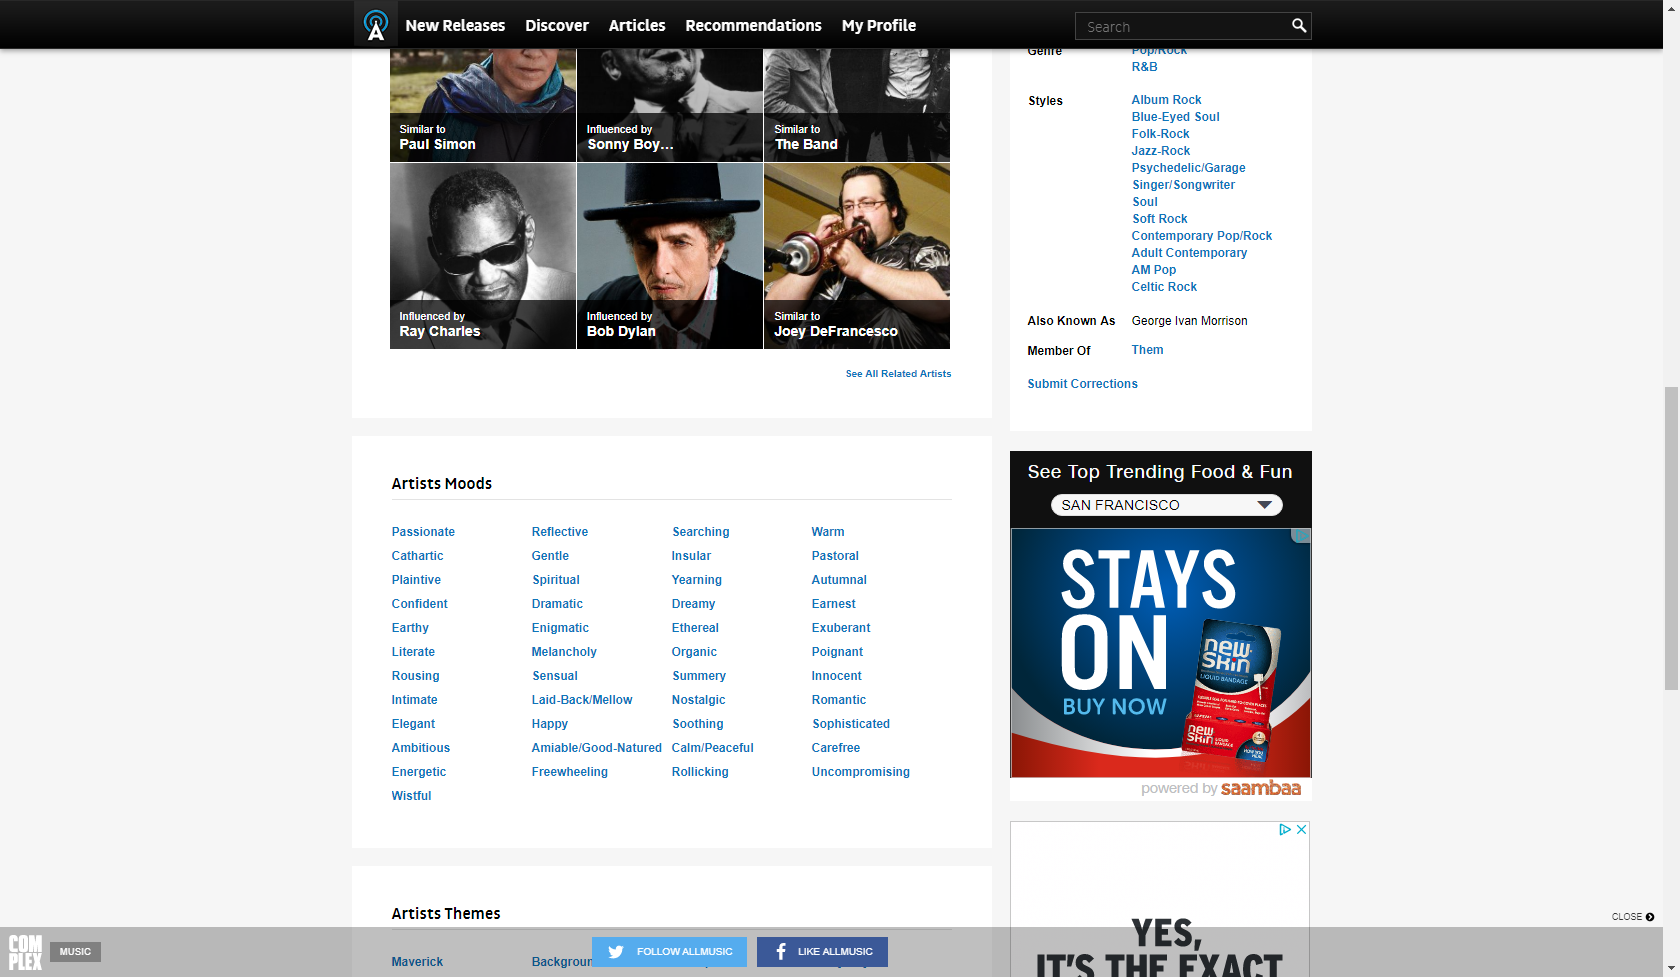 New Releases
Discover
Articles
Recommendations
My Profile
Search
Similar to
Paul Simon
Influenced by
Sonny Boy...
Similar to
The Band
Influenced by
Ray Charles
Influenced by
Bob Dylan
Similar to
Joey DeFrancesco
See All Related Artists
Genre
Pop/Rock
R&B
Styles
Album Rock
Blue-Eyed Soul
Folk-Rock
Jazz-Rock
Psychedelic/Garage
Singer/Songwriter
Soul
Soft Rock
Contemporary Pop/Rock
Adult Contemporary
AM Pop
Celtic Rock
Also Known As George Ivan Morrison
Member Of Them
Submit Corrections
Artists Moods
Passionate Reflective Searching Warm
Cathartic Gentle Insular Pastoral
Plaintive Spiritual Yearning Autumnal
Confident Dramatic Dreamy Earnest
Earthy Enigmatic Ethereal Exuberant
Literate Melancholy Organic Poignant
Rousing Sensual Summery Innocent
Intimate Laid-Back/Mellow Nostalgic Romantic
Elegant Happy Soothing Sophisticated
Ambitious Amiable/Good-Natured Calm/Peaceful Carefree
Energetic Freewheeling Rollicking Uncompromising
Wistful
See Top Trending Food & Fun
SAN FRANCISCO
STAYS
ON
BUY NOW
new-
skin
LIQUID BANDAGE
new
skin
powered by saambaa
YES,
IT'S THE EXACT
Artists Themes
Maverick
CLOSE
COM
PLEX
MUSIC
FOLLOW ALLMUSIC
LIKE ALLMUSIC